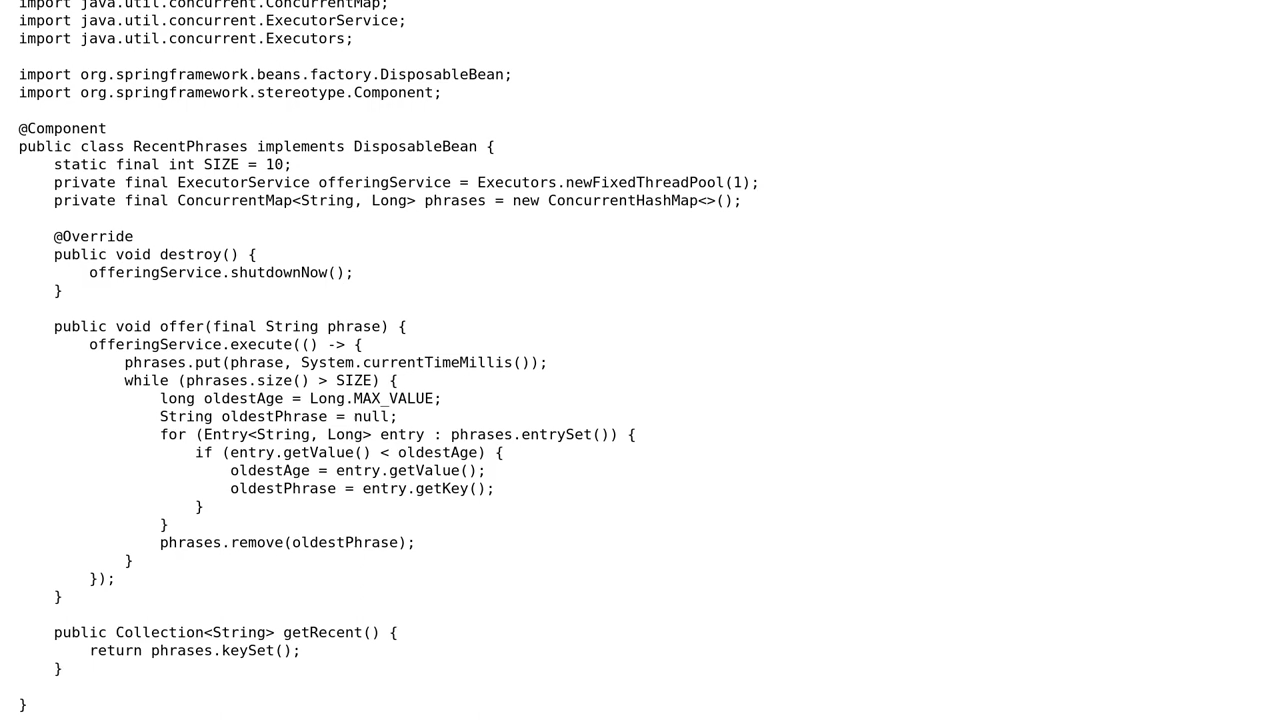 import java.util.concurrent.ConcurrentMap;
import java.util.concurrent.ExecutorService;
import java.util.concurrent.Executors;
import org.springframework.beans.factory.DisposableBean;
import org.springframework.stereotype.Component;
@Component
public class RecentPhrases implements DisposableBean {
    static final int SIZE = 10;
    private final ExecutorService offeringService = Executors.newFixedThreadPool(1);
    private final ConcurrentMap<String, Long> phrases = new ConcurrentHashMap<>();
    @Override
    public void destroy() {
        offeringService.shutdownNow();
    }
    public void offer(final String phrase) {
        offeringService.execute(() -> {
            phrases.put(phrase, System.currentTimeMillis());
            while (phrases.size() > SIZE) {
                long oldestAge = Long.MAX_VALUE;
                String oldestPhrase = null;
                for (Entry<String, Long> entry : phrases.entrySet()) {
                    if (entry.getValue() < oldestAge) {
                        oldestAge = entry.getValue();
                        oldestPhrase = entry.getKey();
                    }
                }
                phrases.remove(oldestPhrase);
            }
        });
    }
    public Collection<String> getRecent() {
        return phrases.keySet();
    }
}